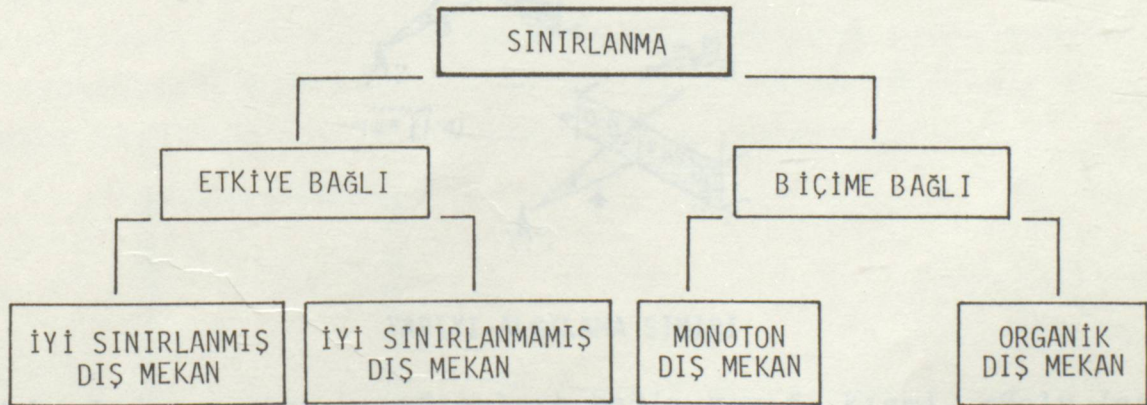 SINIRLANMA
ETKİYE BAĞLI
BİÇİME BAĞLI
İYİ SINIRLANMIŞ
DIŞ MEKAN
İYİ SINIRLANMAMIŞ
DIŞ MEKAN
MONOTON
DIŞ MEKAN
ORGANİK
DIŞ MEKAN